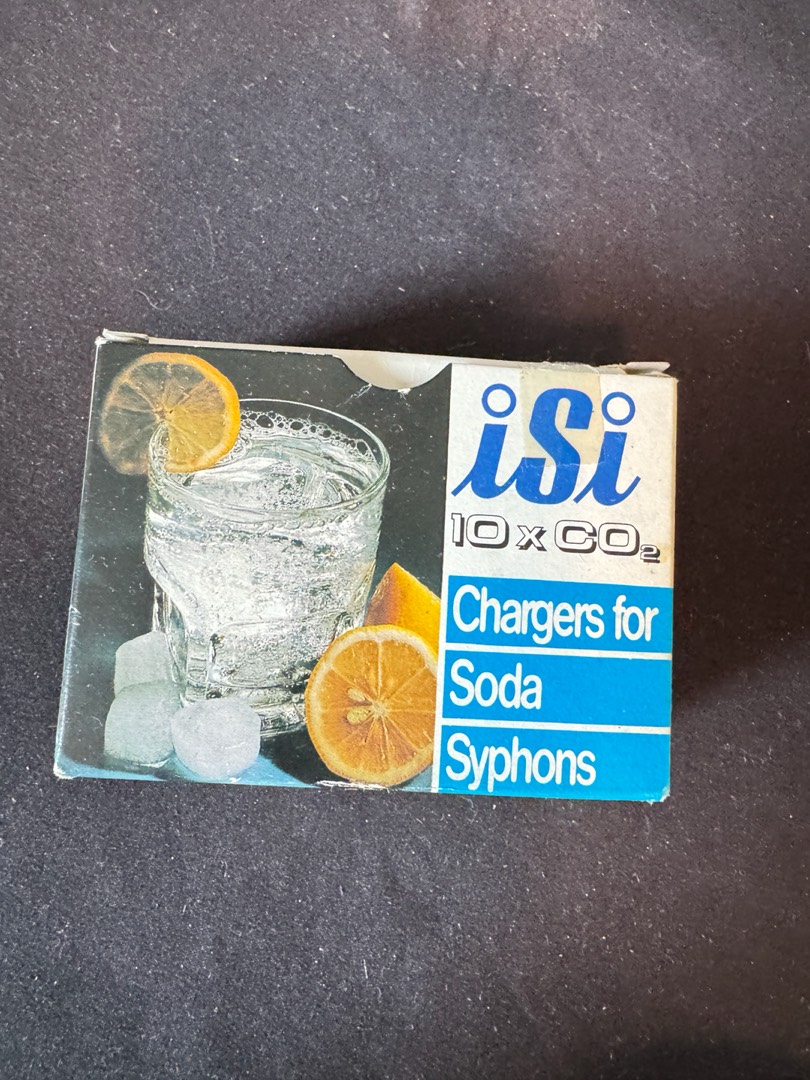 iSi
10 x CO₂
Chargers for
Soda
Syphons